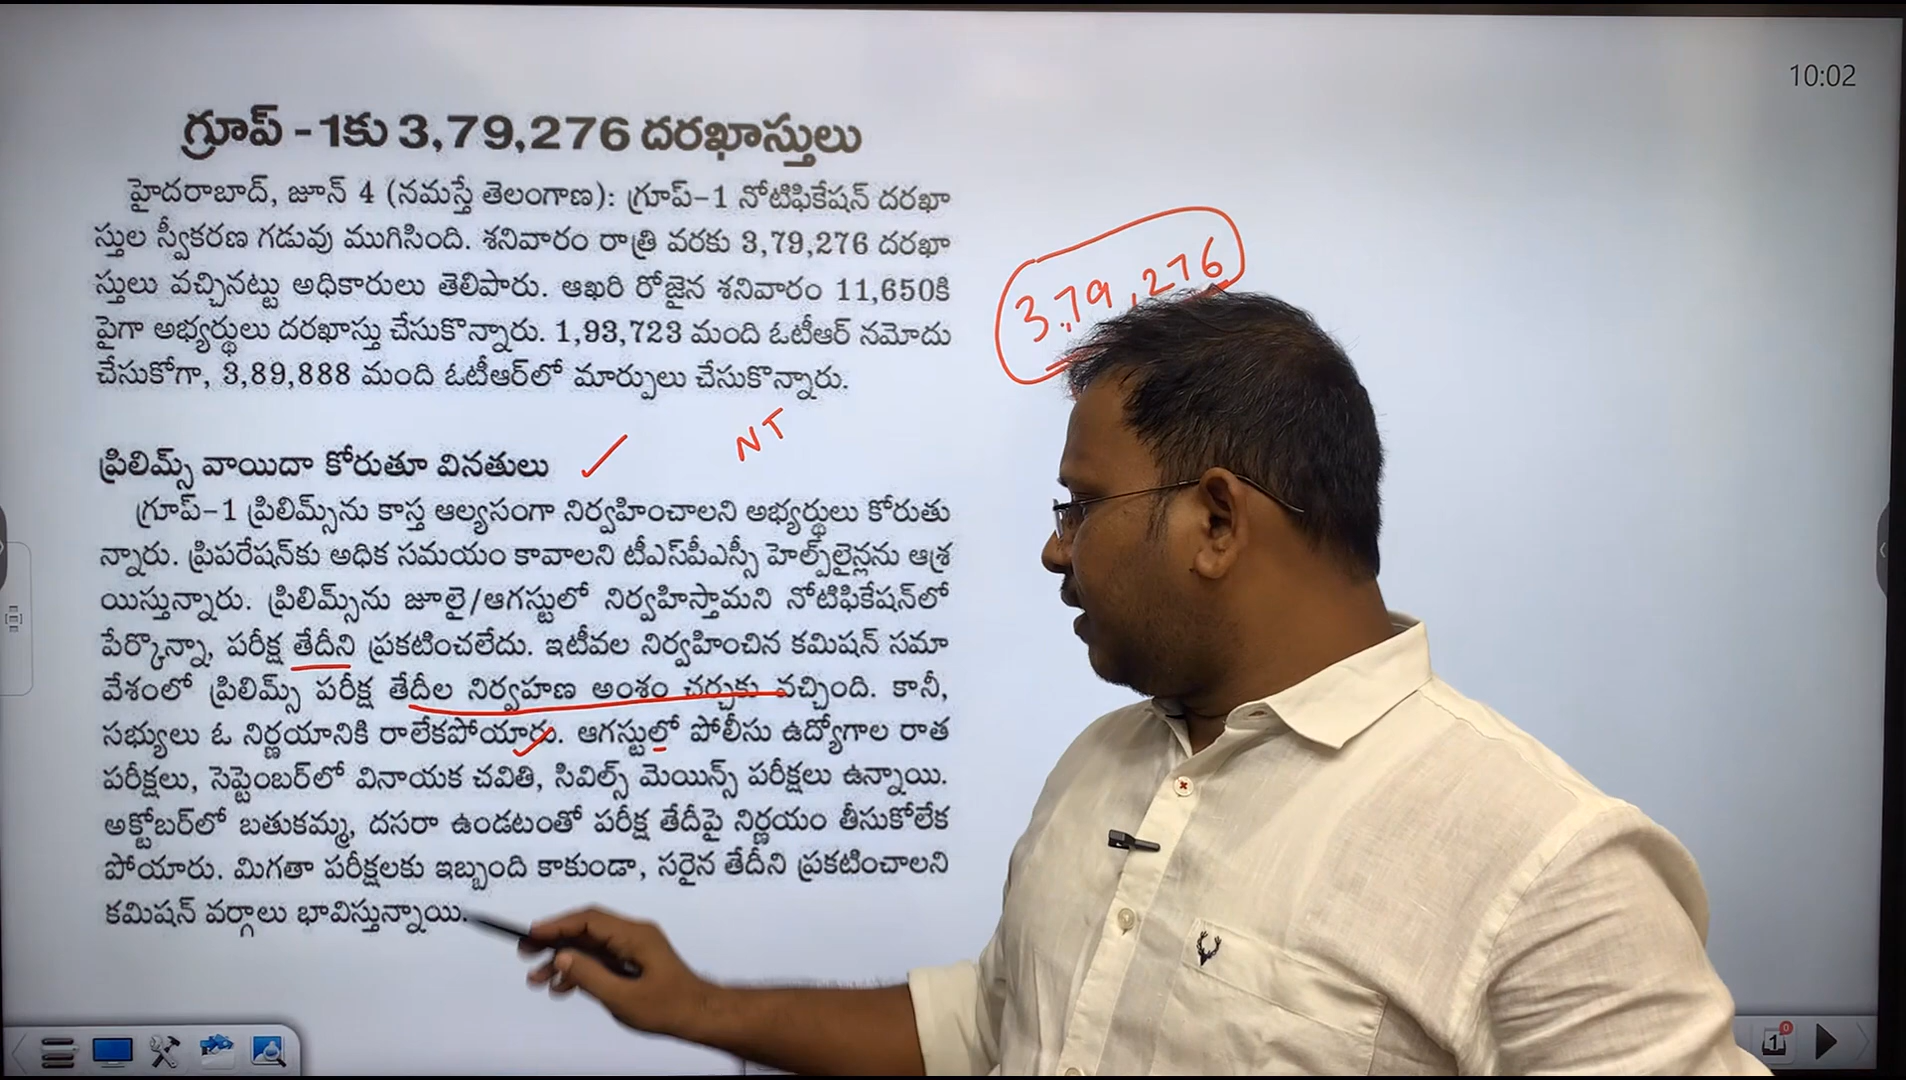 10:02
గ్రూప్ -1కు 3,79,276 దరఖాస్తులు
హైదరాబాద్, జూన్ 4 (నమస్తే తెలంగాణ): గ్రూప్-1 నోటిఫికేషన్ దరఖా
స్తుల స్వీకరణ గడువు ముగిసింది. శనివారం రాత్రి వరకు 3,79,276 దరఖా
స్తులు వచ్చినట్టు అధికారులు తెలిపారు. ఆఖరి రోజైన శనివారం 11,650కి
పైగా అభ్యర్థులు దరఖాస్తు చేసుకొన్నారు. 1,93,723 మంది ఓటీఆర్ నమోదు
చేసుకోగా, 3,89,888 మంది ఓటీఆర్‌లో మార్పులు చేసుకొన్నారు.
3,79,276
NT
ప్రిలిమ్స్ వాయిదా కోరుతూ వినతులు
గ్రూప్-1 ప్రిలిమ్స్‌ను కాస్త ఆల్యసంగా నిర్వహించాలని అభ్యర్థులు కోరుతు
న్నారు. ప్రిపరేషన్‌కు అధిక సమయం కావాలని టీఎస్‌పీఎస్సీ హెల్ప్‌లైన్లను ఆశ్ర
యిస్తున్నారు. ప్రిలిమ్స్‌ను జూలై/ఆగస్టులో నిర్వహిస్తామని నోటిఫికేషన్‌లో
పేర్కొన్నా, పరీక్ష తేదీని ప్రకటించలేదు. ఇటీవల నిర్వహించిన కమిషన్ సమా
వేశంలో ప్రిలిమ్స్ పరీక్ష తేదీల నిర్వహణ అంశం చర్చకు వచ్చింది. కానీ,
సభ్యులు ఓ నిర్ణయానికి రాలేకపోయారు. ఆగస్టుల్లో పోలీసు ఉద్యోగాల రాత
పరీక్షలు, సెప్టెంబర్‌లో వినాయక చవితి, సివిల్స్ మెయిన్స్ పరీక్షలు ఉన్నాయి.
అక్టోబర్‌లో బతుకమ్మ, దసరా ఉండటంతో పరీక్ష తేదీపై నిర్ణయం తీసుకోలేక
పోయారు. మిగతా పరీక్షలకు ఇబ్బంది కాకుండా, సరైన తేదీని ప్రకటించాలని
కమిషన్ వర్గాలు భావిస్తున్నాయి.